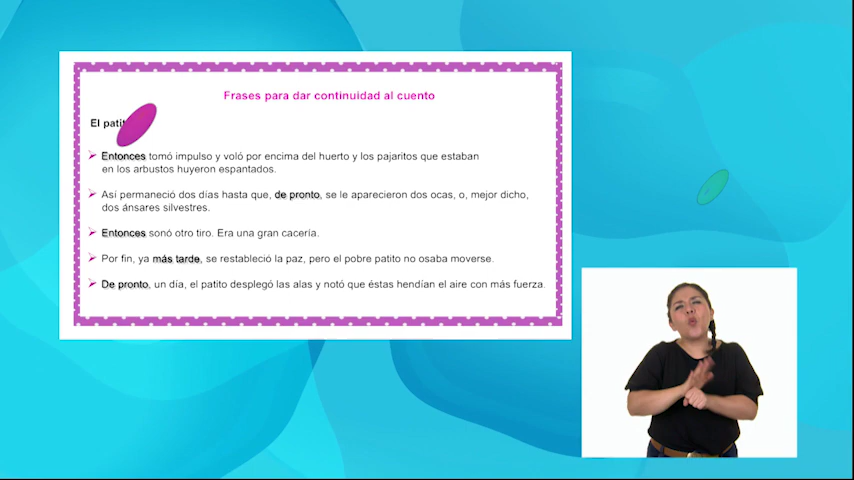 Frases para dar continuidad al cuento
El patit
Entonces tomó impulso y voló por encima del huerto y los pajaritos que estaban
en los arbustos huyeron espantados.
Así permaneció dos días hasta que, de pronto, se le aparecieron dos ocas, o, mejor dicho,
dos ánsares silvestres.
Entonces sonó otro tiro. Era una gran cacería.
Por fin, ya más tarde, se restableció la paz, pero el pobre patito no osaba moverse.
De pronto, un día, el patito desplegó las alas y notó que éstas hendían el aire con más fuerza.